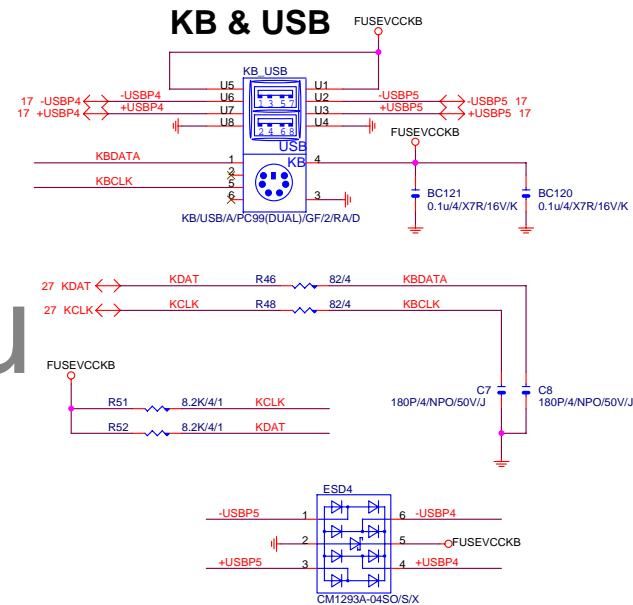 KB & USB
FUSEVCCKB
KB_USB
U5 U1
17 -USBP4 -USBP4 U6 1 3 5 7 U2 -USBP5 -USBP5 17
17 +USBP4 +USBP4 U7 U3 +USBP5 +USBP5 17
U8 2 4 6 8 U4
USB
FUSEVCCKB
KBDATA 1 KB 4
2
KBCLK 5
6 3
BC121 BC120
0.1u/4/X7R/16V/K 0.1u/4/X7R/16V/K
KB/USB/A/PC99(DUAL)/GF/2/RA/D
27 KDAT KDAT R46 82/4 KBDATA
27 KCLK KCLK R48 82/4 KBCLK
u
FUSEVCCKB
R51 8.2K/4/1 KCLK
R52 8.2K/4/1 KDAT
C7 C8
180P/4/NPO/50V/J 180P/4/NPO/50V/J
ESD4
-USBP5 1 6 -USBP4
2 5 FUSEVCCKB
+USBP5 3 4 +USBP4
CM1293A-04SO/S/X